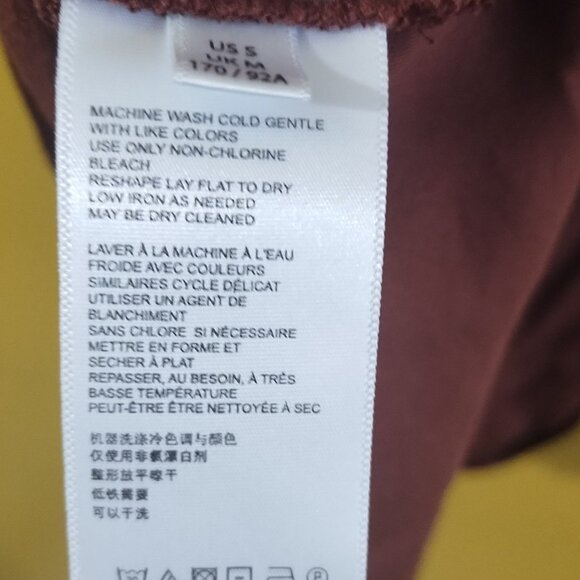 US S
UK M
170/92A
MACHINE WASH COLD GENTLE
WITH LIKE COLORS
USE ONLY NON-CHLORINE
BLEACH
RESHAPE LAY FLAT TO DRY
LOW IRON AS NEEDED
MAY BE DRY CLEANED
LAVER À LA MACHINE À L'EAU
FROIDE AVEC COULEURS
SIMILAIRES CYCLE DÉLICAT
UTILISER UN AGENT DE
BLANCHIMENT
SANS CHLORE SI NÉCESSAIRE
METTRE EN FORME ET
SECHER À PLAT
REPASSER, AU BESOIN, À TRÉS
BASSE TEMPÉRATURE
PEUT-ÊTRE ÊTRE NETTOYÉE À SEC
机器洗涤冷色调与颜色
仅使用非氯漂白剂
整形放平晾干
低铁需要
可以干洗